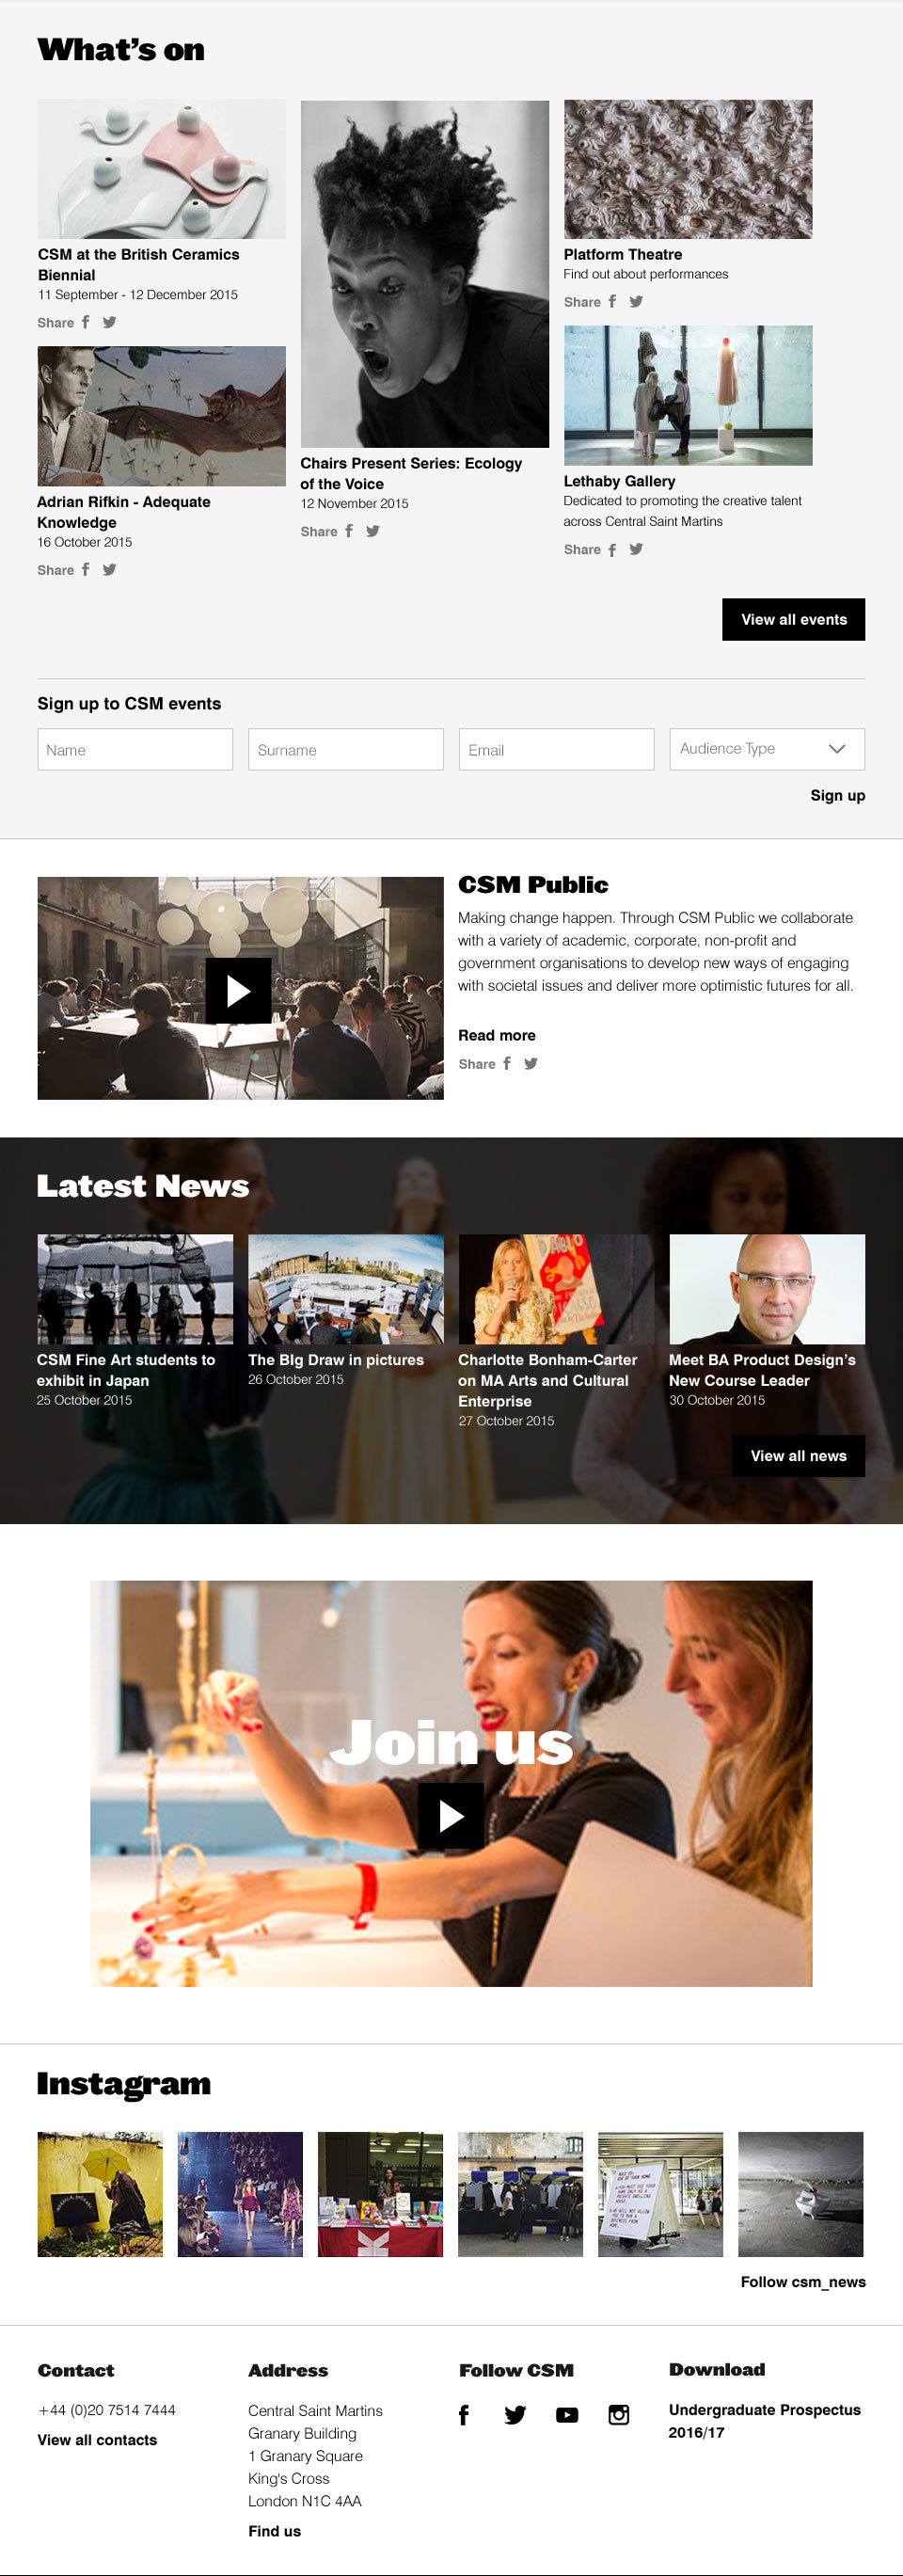 What's on
CSM at the British Ceramics
Biennial
11 September - 12 December 2015
Share
Adrian Rifkin - Adequate
Knowledge
16 October 2015
Share
Chairs Present Series: Ecology
of the Voice
12 November 2015
Share
Platform Theatre
Find out about performances
Share
Lethaby Gallery
Dedicated to promoting the creative talent
across Central Saint Martins
Share
View all events
Sign up to CSM events
Name
Surname
Email
Audience Type
Sign up
CSM Public
Making change happen. Through CSM Public we collaborate
with a variety of academic, corporate, non-profit and
government organisations to develop new ways of engaging
with societal issues and deliver more optimistic futures for all.
Read more
Share
Latest News
CSM Fine Art students to
exhibit in Japan
25 October 2015
The BIg Draw in pictures
26 October 2015
Charlotte Bonham-Carter
on MA Arts and Cultural
Enterprise
27 October 2015
Meet BA Product Design's
New Course Leader
30 October 2015
View all news
Join us
Instagram
Follow csm_news
Contact
+44 (0)20 7514 7444
View all contacts
Address
Central Saint Martins
Granary Building
1 Granary Square
King's Cross
London N1C 4AA
Find us
Follow CSM
Download
Undergraduate Prospectus
2016/17